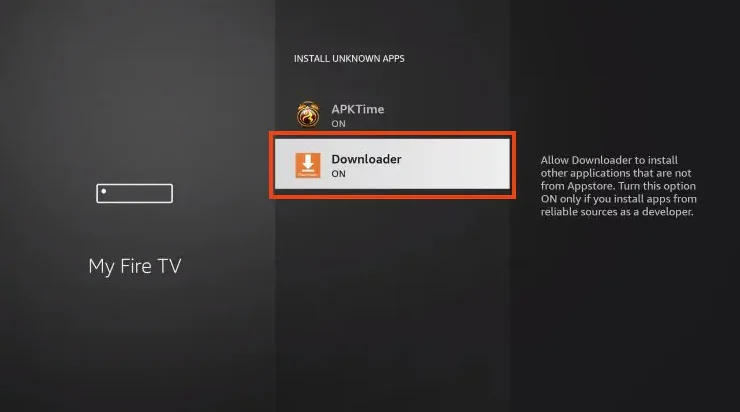 INSTALL UNKNOWN APPS
APKTime
ON
Downloader
ON
My Fire TV
Allow Downloader to install
other applications that are not
from Appstore. Turn this option
ON only if you install apps from
reliable sources as a developer.